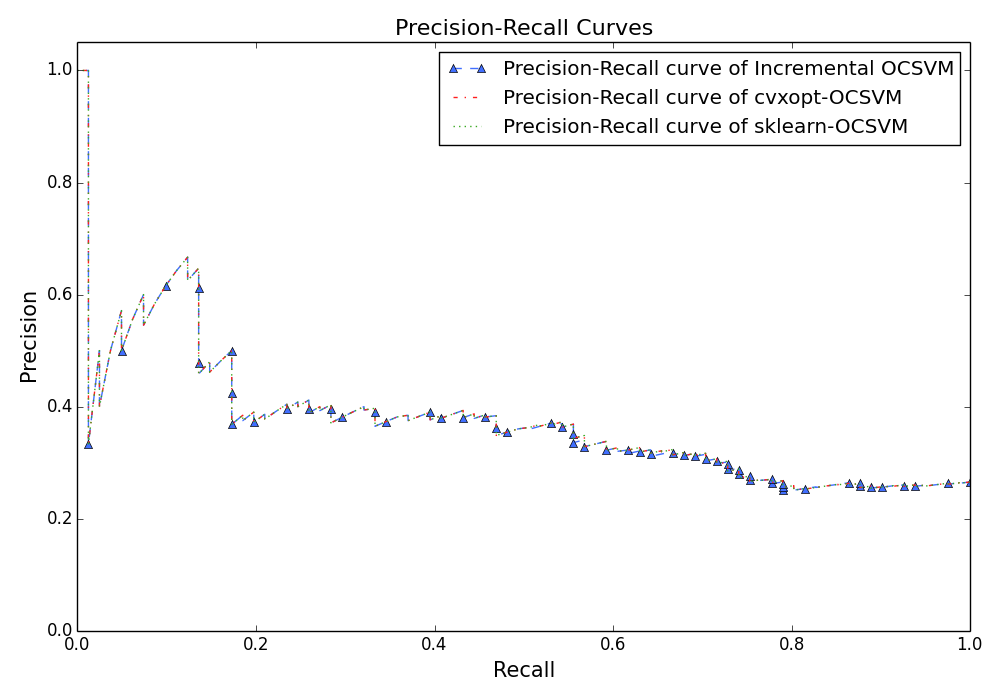 Precision-Recall Curves
Precision-Recall curve of Incremental OCSVM
Precision-Recall curve of cvxopt-OCSVM
Precision-Recall curve of sklearn-OCSVM
Precision
1.0
0.8
0.6
0.4
0.2
0.0
0.0 0.2 0.4 0.6 0.8 1.0
Recall